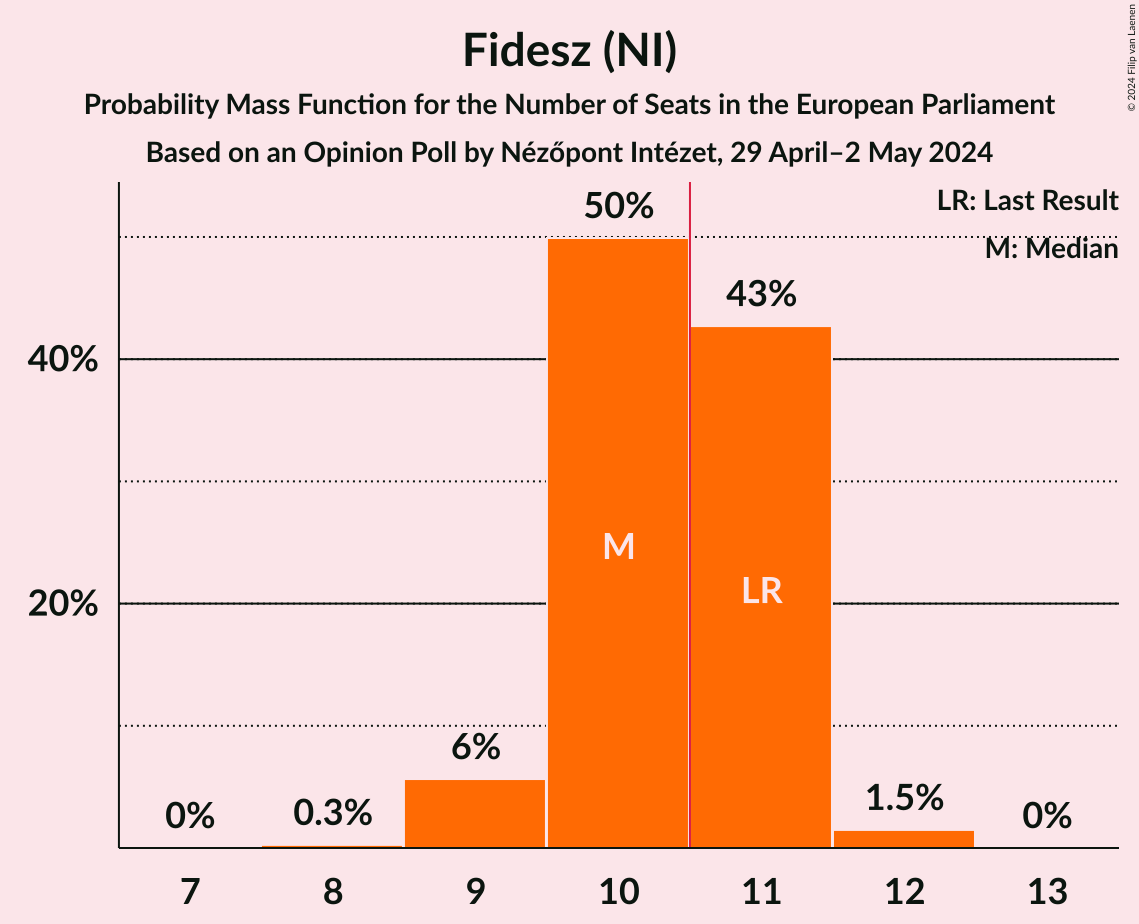 Fidesz (NI)
Probability Mass Function for the Number of Seats in the European Parliament
Based on an Opinion Poll by Nézőpont Intézet, 29 April–2 May 2024
© 2024 Filip van Laenen
LR: Last Result
M: Median
50%
43%
40%
M
LR
20%
6%
0%
0.3%
1.5%
0%
7
8
9
10
11
12
13